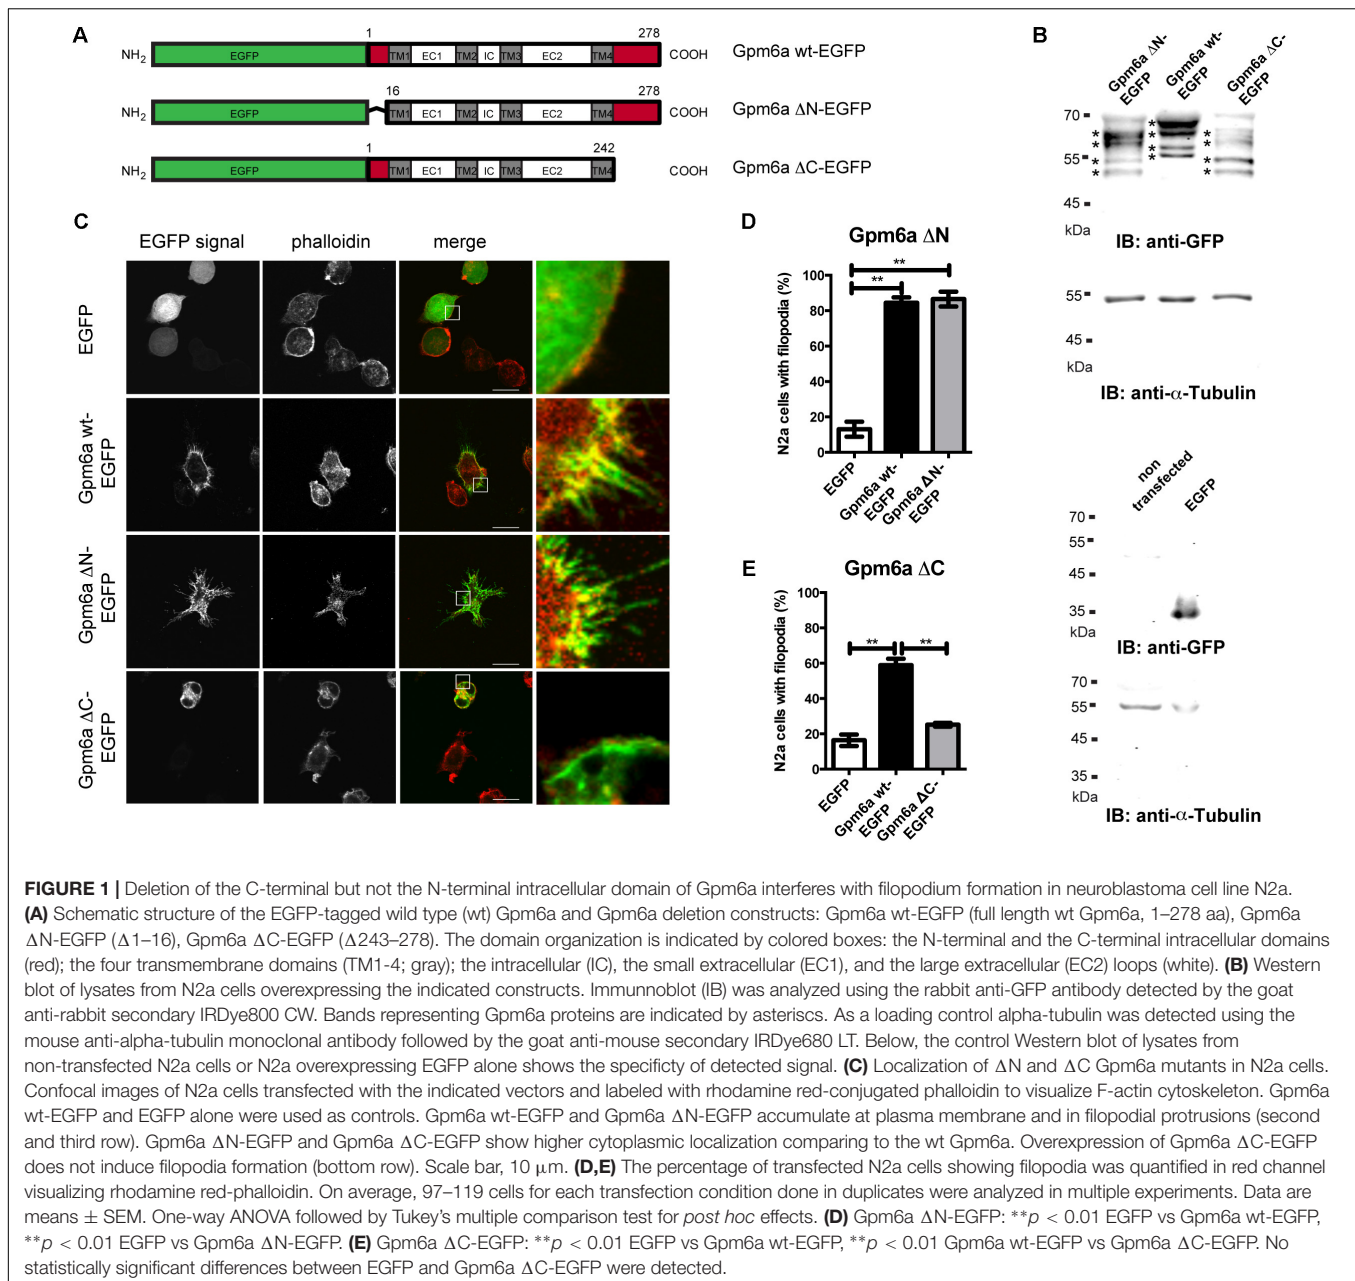 A
1
278
NH2
EGFP
TM1
EC1
TM2
IC
TM3
EC2
TM4
COOH
Gpm6a wt-EGFP
16
278
NH2
EGFP
TM1
EC1
TM2
IC
TM3
EC2
TM4
COOH
Gpm6a ΔN-EGFP
1
242
NH2
EGFP
TM1
EC1
TM2
IC
TM3
EC2
TM4
COOH
Gpm6a ΔC-EGFP
B
Gpm6a ΔN-
EGFP
Gpm6a wt-
EGFP
Gpm6a ΔC-
EGFP
70
55
45
kDa
* * * *
* * * *
* * * *
IB: anti-GFP
55
45
kDa
IB: anti-α-Tubulin
non
transfected
EGFP
70
55
45
35
kDa
IB: anti-GFP
70
55
45
35
kDa
IB: anti-α-Tubulin
C
EGFP signal
phalloidin
merge
EGFP
Gpm6a wt-
EGFP
Gpm6a ΔN-
EGFP
Gpm6a ΔC-
EGFP
D
Gpm6a ΔN
N2a cells with filopodia (%)
100
80
60
40
20
0
**
**
EGFP
Gpm6a wt-
EGFP
Gpm6a ΔN-
EGFP
E
Gpm6a ΔC
N2a cells with filopodia (%)
100
80
60
40
20
0
**
**
EGFP
Gpm6a wt-
EGFP
Gpm6a ΔC-
EGFP
FIGURE 1 | Deletion of the C-terminal but not the N-terminal intracellular domain of Gpm6a interferes with filopodium formation in neuroblastoma cell line N2a.
(A) Schematic structure of the EGFP-tagged wild type (wt) Gpm6a and Gpm6a deletion constructs: Gpm6a wt-EGFP (full length wt Gpm6a, 1–278 aa), Gpm6a
ΔN-EGFP (Δ1–16), Gpm6a ΔC-EGFP (Δ243–278). The domain organization is indicated by colored boxes: the N-terminal and the C-terminal intracellular domains
(red); the four transmembrane domains (TM1-4; gray); the intracellular (IC), the small extracellular (EC1), and the large extracellular (EC2) loops (white). (B) Western
blot of lysates from N2a cells overexpressing the indicated constructs. Immunnoblot (IB) was analyzed using the rabbit anti-GFP antibody detected by the goat
anti-rabbit secondary IRDye800 CW. Bands representing Gpm6a proteins are indicated by asteriscs. As a loading control alpha-tubulin was detected using the
mouse anti-alpha-tubulin monoclonal antibody followed by the goat anti-mouse secondary IRDye680 LT. Below, the control Western blot of lysates from
non-transfected N2a cells or N2a overexpressing EGFP alone shows the specificty of detected signal. (C) Localization of ΔN and ΔC Gpm6a mutants in N2a cells.
Confocal images of N2a cells transfected with the indicated vectors and labeled with rhodamine red-conjugated phalloidin to visualize F-actin cytoskeleton. Gpm6a
wt-EGFP and EGFP alone were used as controls. Gpm6a wt-EGFP and Gpm6a ΔN-EGFP accumulate at plasma membrane and in filopodial protrusions (second
and third row). Gpm6a ΔN-EGFP and Gpm6a ΔC-EGFP show higher cytoplasmic localization comparing to the wt Gpm6a. Overexpression of Gpm6a ΔC-EGFP
does not induce filopodia formation (bottom row). Scale bar, 10 μm. (D,E) The percentage of transfected N2a cells showing filopodia was quantified in red channel
visualizing rhodamine red-phalloidin. On average, 97–119 cells for each transfection condition done in duplicates were analyzed in multiple experiments. Data are
means ± SEM. One-way ANOVA followed by Tukey's multiple comparison test for post hoc effects. (D) Gpm6a ΔN-EGFP: **p < 0.01 EGFP vs Gpm6a wt-EGFP,
**p < 0.01 EGFP vs Gpm6a ΔN-EGFP. (E) Gpm6a ΔC-EGFP: **p < 0.01 EGFP vs Gpm6a wt-EGFP, **p < 0.01 Gpm6a wt-EGFP vs Gpm6a ΔC-EGFP. No
statistically significant differences between EGFP and Gpm6a ΔC-EGFP were detected.